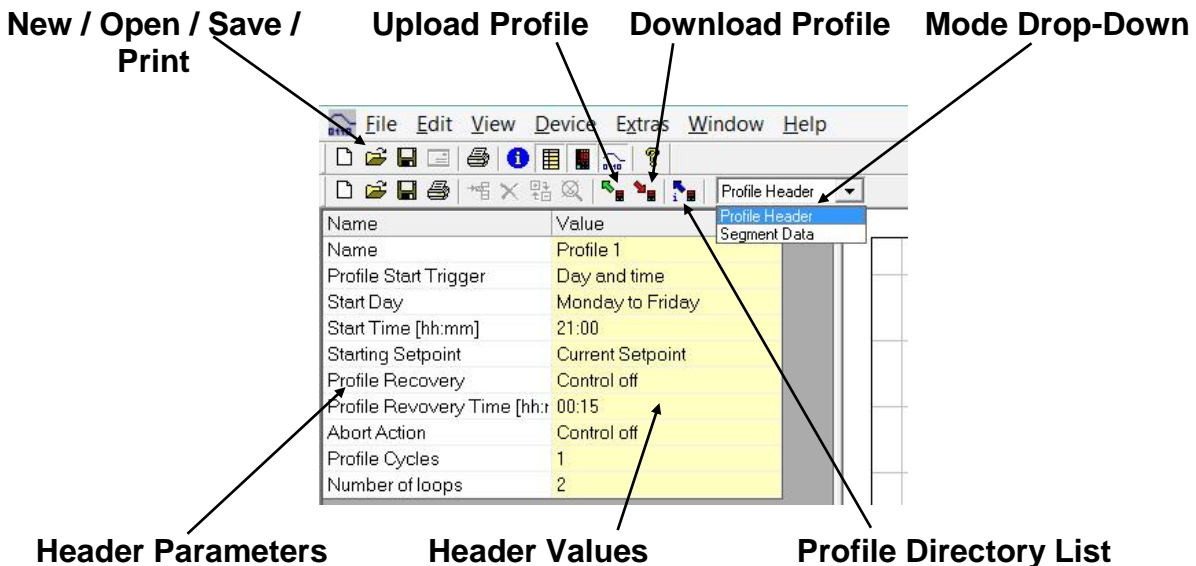 New / Open / Save / Print
Upload Profile
Download Profile
Mode Drop-Down
File Edit View Device Extras Window Help
Profile Header
Profile Header
Segment Data
Name Value
Name Profile 1
Profile Start Trigger Day and time
Start Day Monday to Friday
Start Time [hh:mm] 21:00
Starting Setpoint Current Setpoint
Profile Recovery Control off
Profile Revovery Time [hh:r 00:15
Abort Action Control off
Profile Cycles 1
Number of loops 2
Header Parameters
Header Values
Profile Directory List